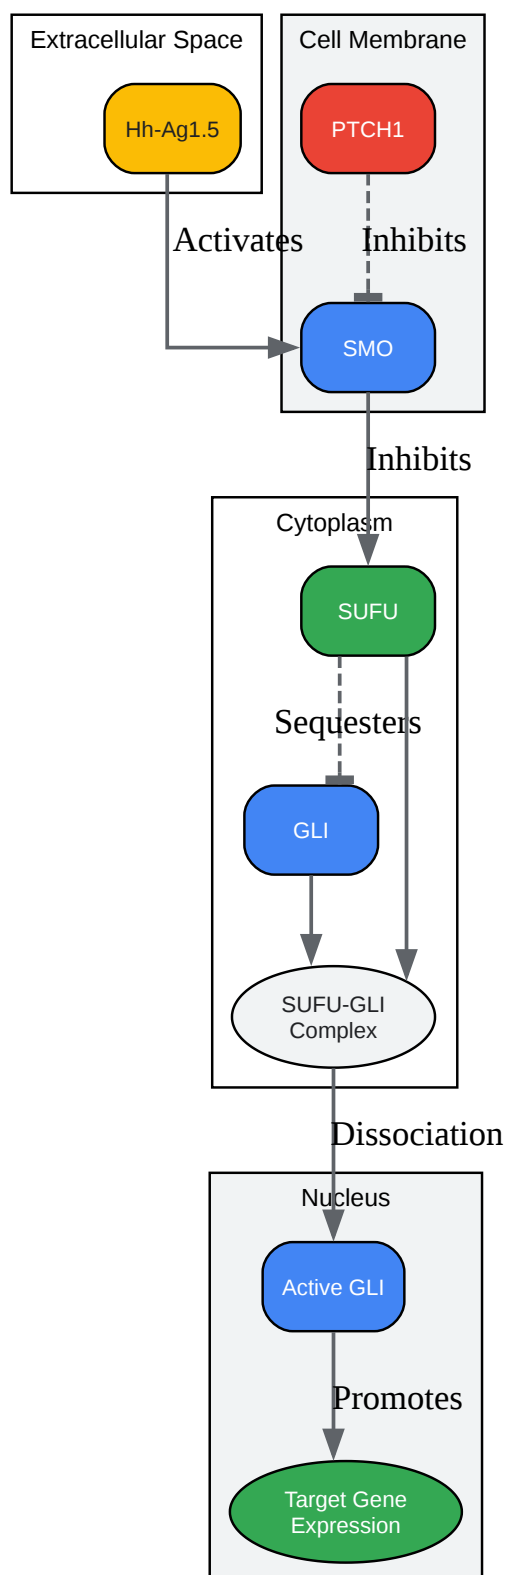 Extracellular Space
Cell Membrane
Hh-Ag1.5
PTCH1
Activates
Inhibits
SMO
Inhibits
Cytoplasm
SUFU
Sequesters
GLI
SUFU-GLI
Complex
Dissociation
Nucleus
Active GLI
Promotes
Target Gene
Expression